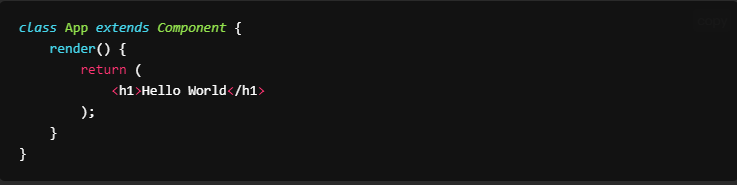 class App extends Component {
    render() {
        return (
            <h1>Hello World</h1>
        );
    }
}